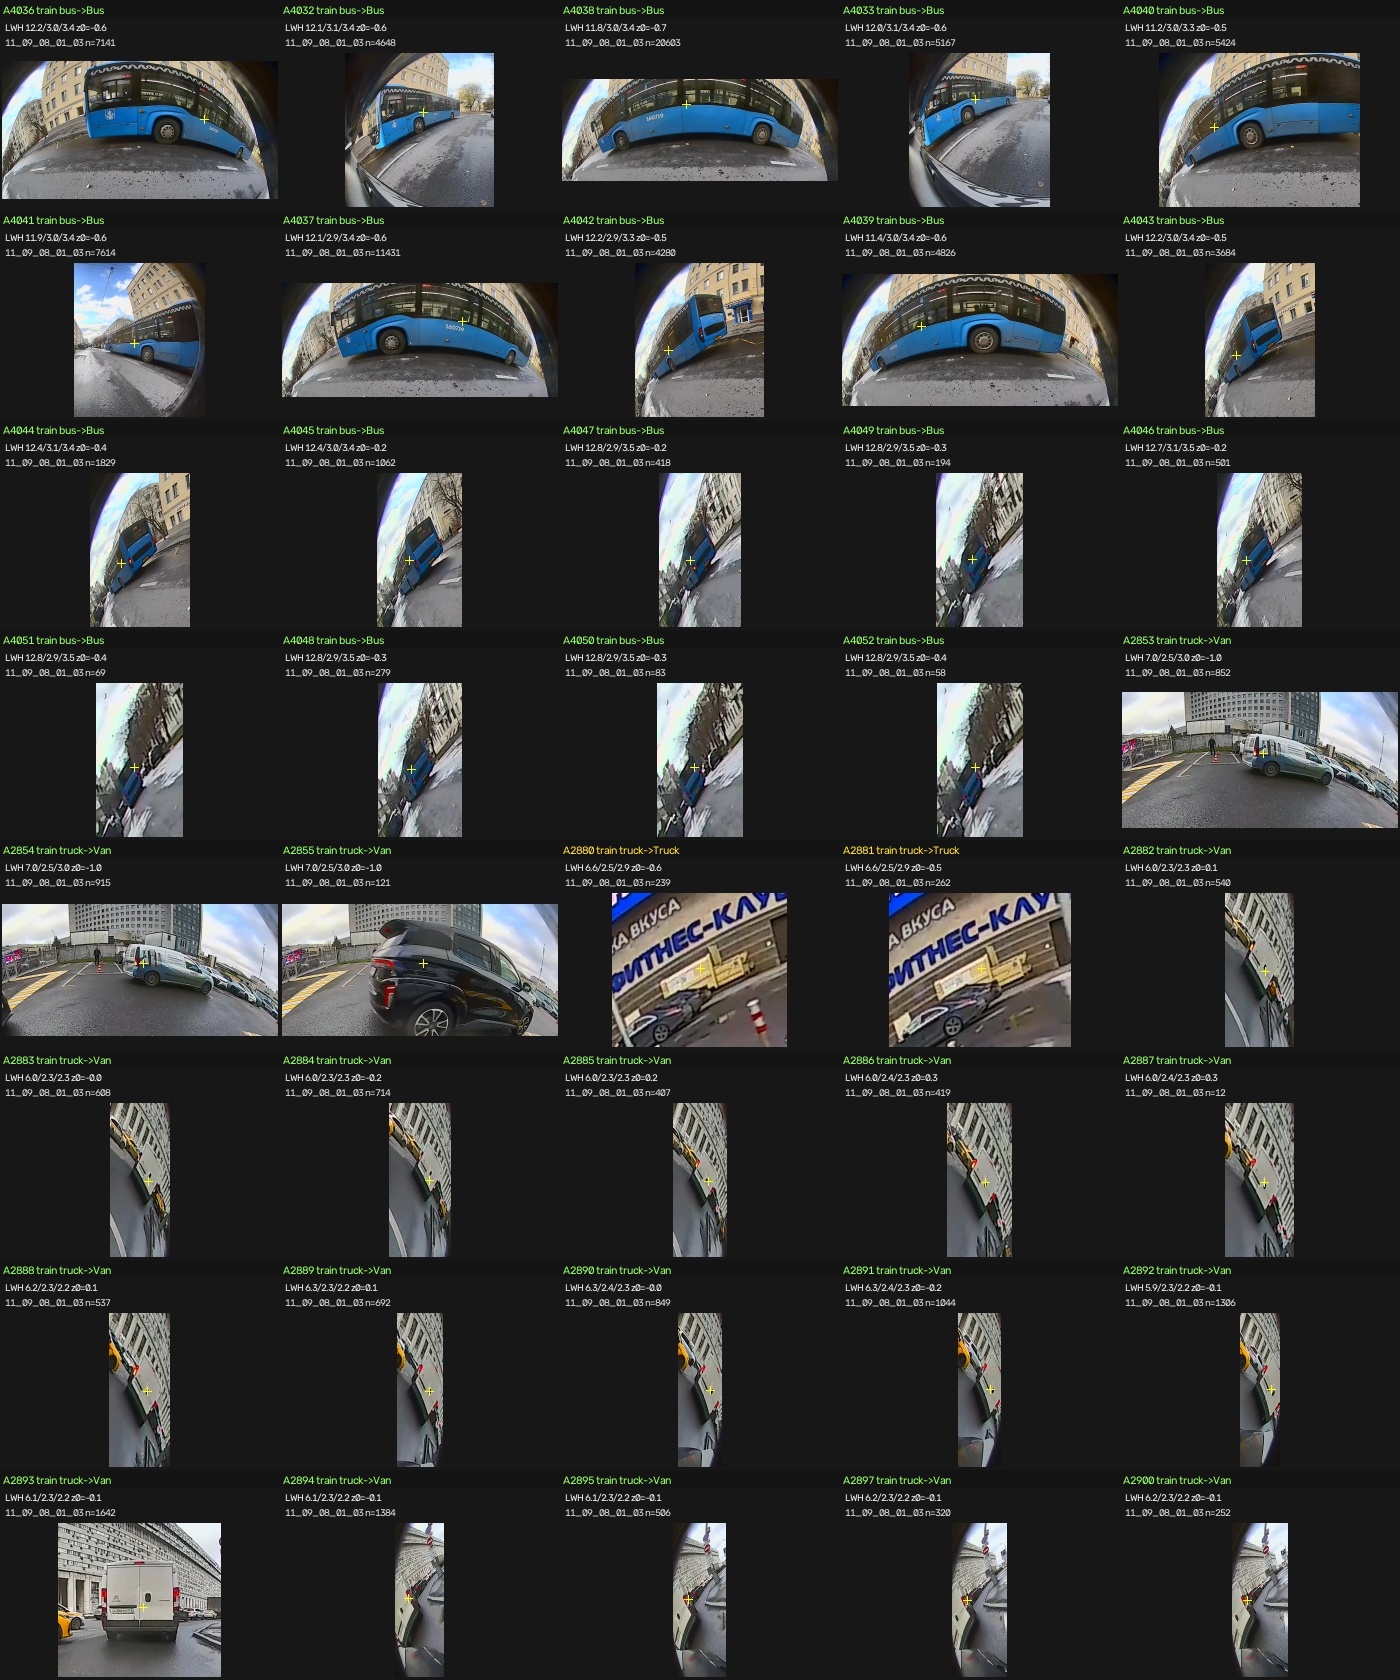 A4036 train bus->Bus
LWH 12.2/3.0/3.4 z0=-0.6
11_09_08_01_03 n=7141
A4032 train bus->Bus
LWH 12.1/3.1/3.4 z0=-0.6
11_09_08_01_03 n=4648
A4038 train bus->Bus
LWH 11.8/3.0/3.4 z0=-0.7
11_09_08_01_03 n=20603
160719
A4033 train bus->Bus
LWH 12.0/3.1/3.4 z0=-0.6
11_09_08_01_03 n=5167
A4040 train bus->Bus
LWH 11.2/3.0/3.3 z0=-0.5
11_09_08_01_03 n=5424
A4041 train bus->Bus
LWH 11.9/3.0/3.4 z0=-0.6
11_09_08_01_03 n=7614
A4037 train bus->Bus
LWH 12.1/2.9/3.4 z0=-0.6
11_09_08_01_03 n=11431
160719
A4042 train bus->Bus
LWH 12.2/2.9/3.3 z0=-0.5
11_09_08_01_03 n=4280
A4039 train bus->Bus
LWH 11.4/3.0/3.4 z0=-0.6
11_09_08_01_03 n=4826
A4043 train bus->Bus
LWH 12.2/3.0/3.4 z0=-0.5
11_09_08_01_03 n=3684
A4044 train bus->Bus
LWH 12.4/3.1/3.4 z0=-0.4
11_09_08_01_03 n=1829
A4045 train bus->Bus
LWH 12.4/3.0/3.4 z0=-0.2
11_09_08_01_03 n=1062
A4047 train bus->Bus
LWH 12.8/2.9/3.5 z0=-0.2
11_09_08_01_03 n=418
A4049 train bus->Bus
LWH 12.8/2.9/3.5 z0=-0.3
11_09_08_01_03 n=194
A4046 train bus->Bus
LWH 12.7/3.1/3.5 z0=-0.2
11_09_08_01_03 n=501
A4051 train bus->Bus
LWH 12.8/2.9/3.5 z0=-0.4
11_09_08_01_03 n=69
A4048 train bus->Bus
LWH 12.8/2.9/3.5 z0=-0.3
11_09_08_01_03 n=279
A4050 train bus->Bus
LWH 12.8/2.9/3.5 z0=-0.3
11_09_08_01_03 n=83
A4052 train bus->Bus
LWH 12.8/2.9/3.5 z0=-0.4
11_09_08_01_03 n=58
A2853 train truck->Van
LWH 7.0/2.5/3.0 z0=-1.0
11_09_08_01_03 n=852
A2854 train truck->Van
LWH 7.0/2.5/3.0 z0=-1.0
11_09_08_01_03 n=915
A2855 train truck->Van
LWH 7.0/2.5/3.0 z0=-1.0
11_09_08_01_03 n=121
A2880 train truck->Truck
LWH 6.6/2.5/2.9 z0=-0.6
11_09_08_01_03 n=239
КА ВКУСА
ФИТНЕС-КЛУБ
A2881 train truck->Truck
LWH 6.6/2.5/2.9 z0=-0.5
11_09_08_01_03 n=262
А ВКУСА
ФИТНЕС-КЛУ
A2882 train truck->Van
LWH 6.0/2.3/2.3 z0=0.1
11_09_08_01_03 n=540
A2883 train truck->Van
LWH 6.0/2.3/2.3 z0=-0.0
11_09_08_01_03 n=608
A2884 train truck->Van
LWH 6.0/2.3/2.3 z0=-0.2
11_09_08_01_03 n=714
A2885 train truck->Van
LWH 6.0/2.3/2.3 z0=0.2
11_09_08_01_03 n=407
A2886 train truck->Van
LWH 6.0/2.4/2.3 z0=0.3
11_09_08_01_03 n=419
A2887 train truck->Van
LWH 6.0/2.4/2.3 z0=0.3
11_09_08_01_03 n=12
A2888 train truck->Van
LWH 6.2/2.3/2.2 z0=0.1
11_09_08_01_03 n=537
A2889 train truck->Van
LWH 6.3/2.3/2.2 z0=0.1
11_09_08_01_03 n=692
A2890 train truck->Van
LWH 6.3/2.4/2.3 z0=-0.0
11_09_08_01_03 n=849
A2891 train truck->Van
LWH 6.3/2.4/2.3 z0=-0.2
11_09_08_01_03 n=1044
A2892 train truck->Van
LWH 5.9/2.3/2.2 z0=-0.1
11_09_08_01_03 n=1306
A2893 train truck->Van
LWH 6.1/2.3/2.2 z0=-0.1
11_09_08_01_03 n=1642
A2894 train truck->Van
LWH 6.1/2.3/2.2 z0=-0.1
11_09_08_01_03 n=1384
A2895 train truck->Van
LWH 6.1/2.3/2.2 z0=-0.1
11_09_08_01_03 n=506
A2897 train truck->Van
LWH 6.2/2.3/2.2 z0=-0.1
11_09_08_01_03 n=320
A2900 train truck->Van
LWH 6.2/2.3/2.2 z0=-0.1
11_09_08_01_03 n=252